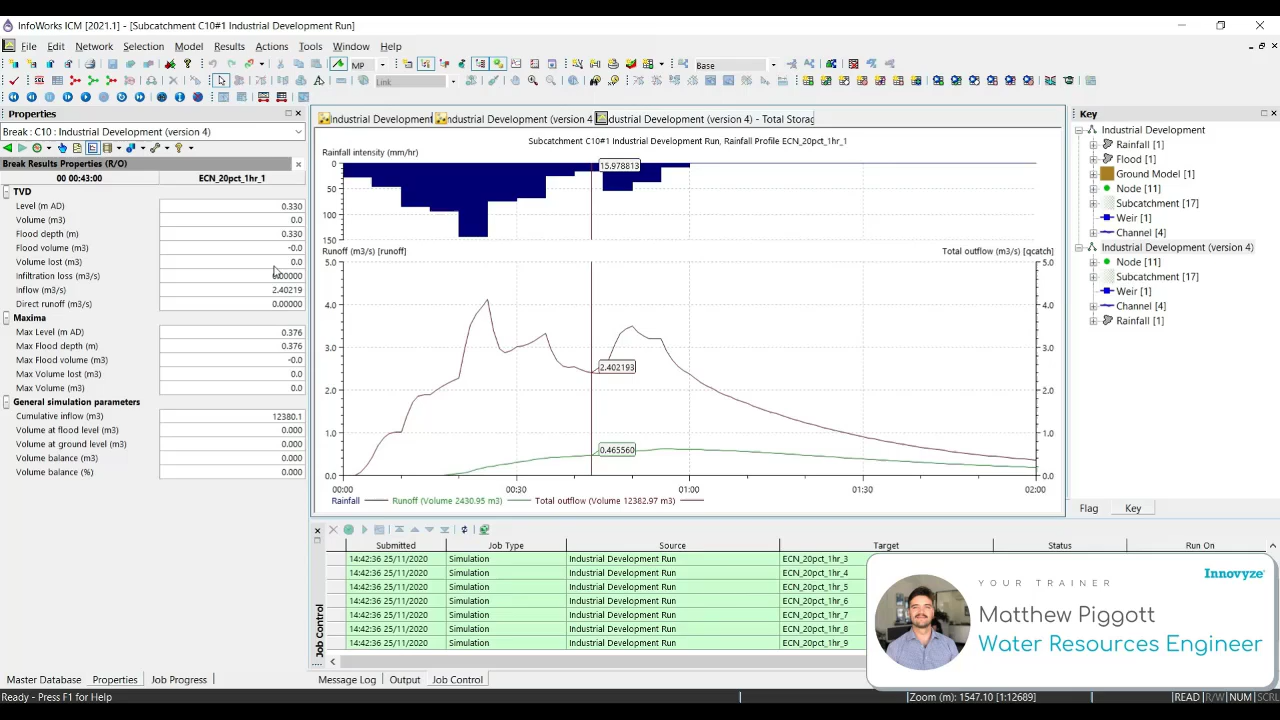 InfoWorks ICM [2021.1] - [Subcatchment C10#1 Industrial Development Run]
File Edit Network Selection Model Results Actions Tools Window Help
MP Base
Link:
Properties
Break : C10 : Industrial Development (version 4)
Break Results Properties (R/O)
00 00:43:00 ECN_20pct_1hr_1
TVD
Level (m AD) 0.330
Volume (m3) 0.0
Flood depth (m) 0.330
Flood volume (m3) -0.0
Volume lost (m3) 0.0
Infiltration loss (m3/s) 0.00000
Inflow (m3/s) 2.40219
Direct runoff (m3/s) 0.00000
Maxima
Max Level (m AD) 0.376
Max Flood depth (m) 0.376
Max Flood volume (m3) -0.0
Max Volume lost (m3) 0.0
Max Volume (m3) 0.0
General simulation parameters
Cumulative inflow (m3) 12380.1
Volume at flood level (m3) 0.000
Volume at ground level (m3) 0.000
Volume balance (m3) 0.000
Volume balance (%) 0.000
Master Database Properties Job Progress
Industrial Development Industrial Development (version 4 dustrial Development (version 4) - Total Storag
Subcatchment C10#1 Industrial Development Run, Rainfall Profile ECN_20pct_1hr_1
Rainfall intensity (mm/hr)
0
50
100
150
15.978813
Runoff (m3/s) [runoff] Total outflow (m3/s) [qcatch]
5.0 5.0
4.0 4.0
3.0 3.0
2.402193
2.0 2.0
1.0 1.0
0.465560
0.0 0.0
00:00 00:30 01:00 01:30 02:00
Rainfall Runoff (Volume 2430.95 m3) Total outflow (Volume 12382.97 m3)
Key
Industrial Development
Rainfall [1]
Flood [1]
Ground Model [1]
Node [11]
Subcatchment [17]
Weir [1]
Channel [4]
Industrial Development (version 4)
Node [11]
Subcatchment [17]
Weir [1]
Channel [4]
Rainfall [1]
Flag Key
Job Control
Submitted Job Type Source Target Status Run On
14:42:36 25/11/2020 Simulation Industrial Development Run ECN_20pct_1hr_3
14:42:36 25/11/2020 Simulation Industrial Development Run ECN_20pct_1hr_4
14:42:36 25/11/2020 Simulation Industrial Development Run ECN_20pct_1hr_5
14:42:36 25/11/2020 Simulation Industrial Development Run ECN_20pct_1hr_6
14:42:36 25/11/2020 Simulation Industrial Development Run ECN_20pct_1hr_7
14:42:36 25/11/2020 Simulation Industrial Development Run ECN_20pct_1hr_8
14:42:36 25/11/2020 Simulation Industrial Development Run ECN_20pct_1hr_9
Message Log Output Job Control
Innovyze
YOUR TRAINER
Matthew Piggott
Water Resources Engineer
Ready - Press F1 for Help
Zoom (m): 1547.10 [1:12689] READ R/W NUM SCRL